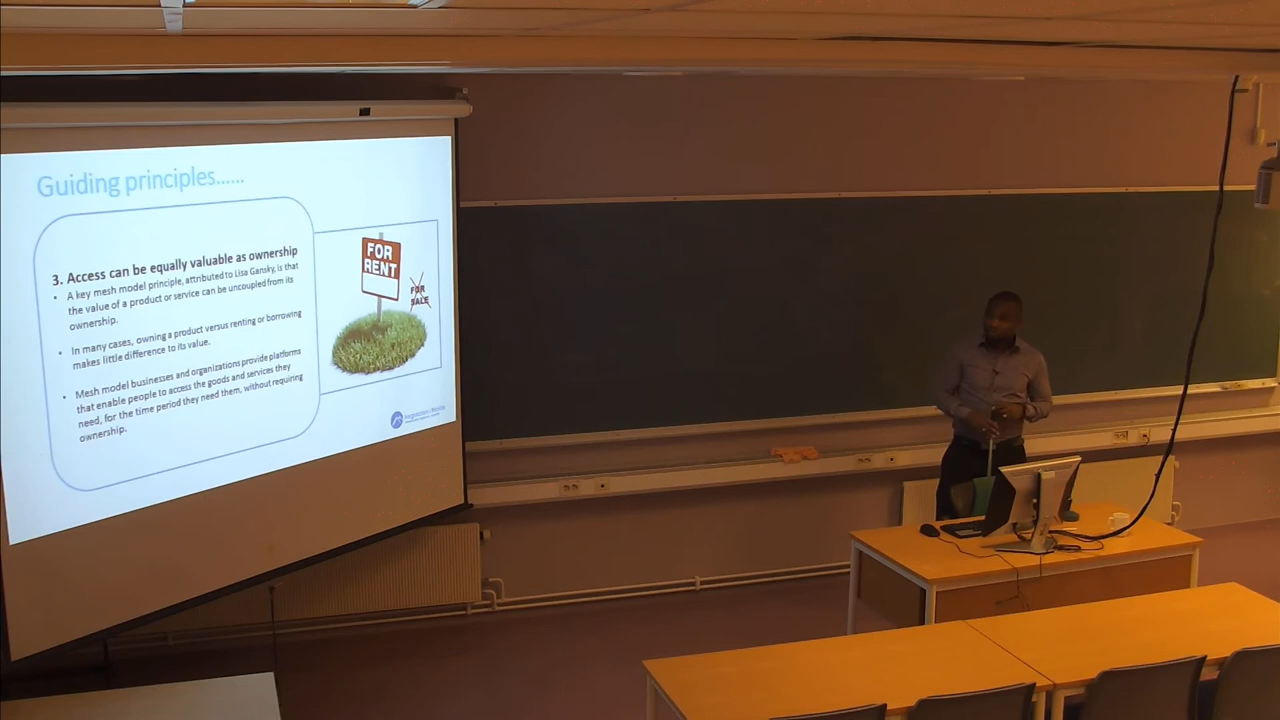 Guiding principles......
3. Access can be equally valuable as ownership
• A key mesh model principle, attributed to Lisa Gansky, is that
the value of a product or service can be uncoupled from its
ownership.
• In many cases, owning a product versus renting or borrowing
makes little difference to its value.
• Mesh model businesses and organizations provide platforms
that enable people to access the goods and services they
need, for the time period they need them, without requiring
ownership.
FOR
RENT
FOR
SALE